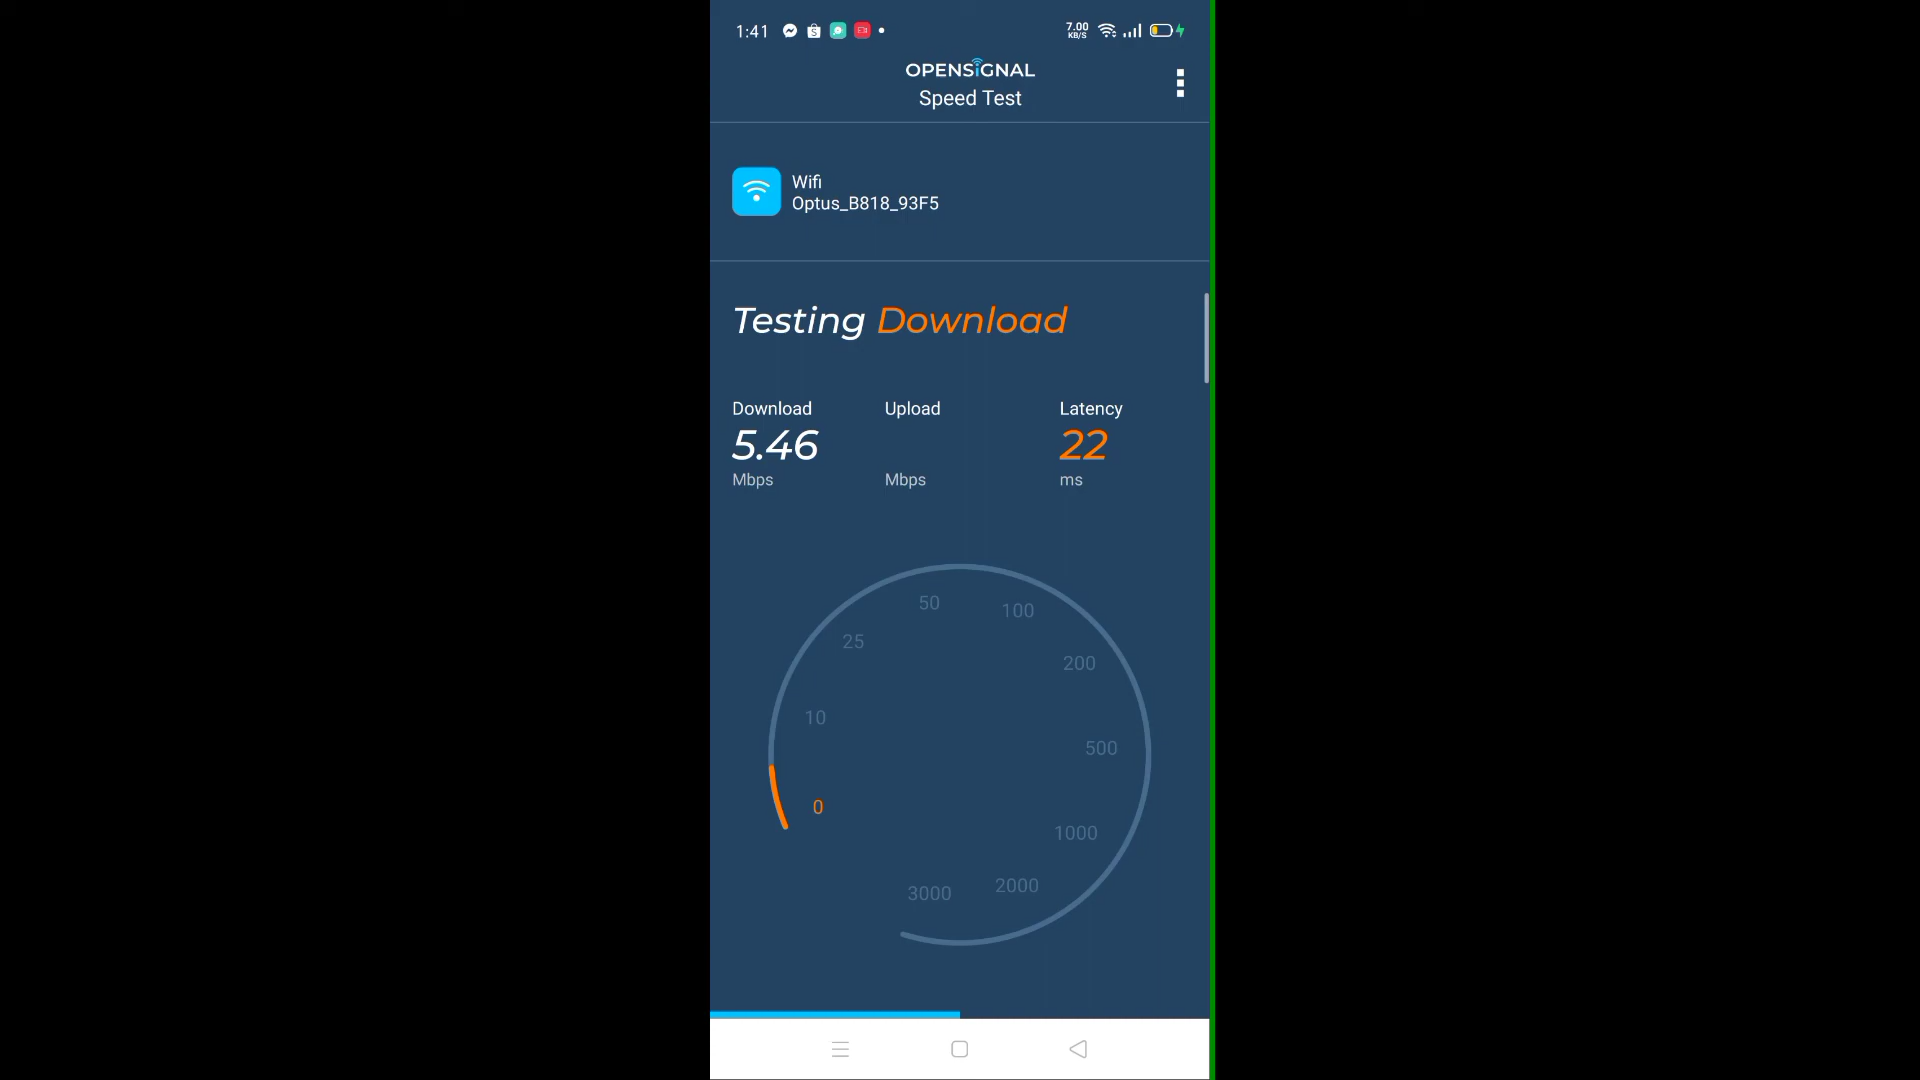 1:41
7.00
KB/S
OPENSIGNAL
Speed Test
Wifi
Optus_B818_93F5
Testing Download
Download Upload Latency
5.46 22
Mbps Mbps ms
50 100
25 200
10 500
0 1000
3000 2000